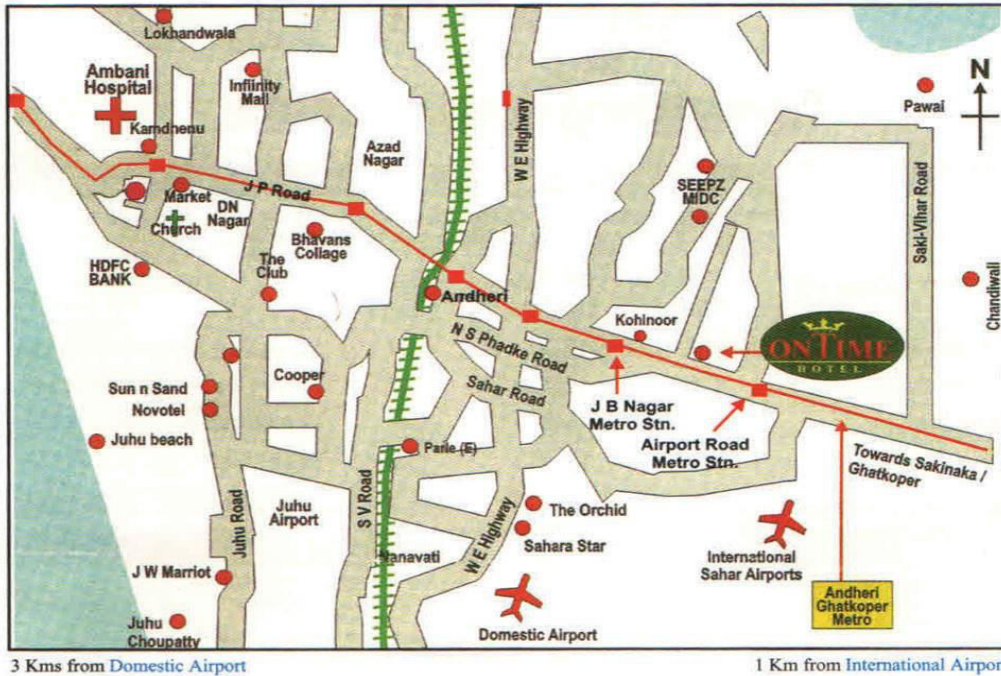 Lokhandwala
Ambani
Hospital
Infiinity
Mall
Kamdhenu
Azad
Nagar
W E Highway
N
Pawai
SEEPZ
MIDC
Saki-Vihar Road
J P Road
Market
DN
Nagar
Church
Bhavans
Collage
HDFC
BANK
The
Club
Andheri
Chandiwali
Kohinoor
ONTIME
HOTEL
N S Phadke Road
Sahar Road
Cooper
Sun n Sand
Novotel
J B Nagar
Metro Stn.
Juhu beach
Parle (E)
Airport Road
Metro Stn.
Towards Sakinaka /
Ghatkoper
Juhu Road
Juhu
Airport
S V Road
W E Highway
The Orchid
Sahara Star
Nanavati
International
Sahar Airports
J W Marriot
Andheri
Ghatkoper
Metro
Juhu
Choupatty
Domestic Airport
3 Kms from Domestic Airport
1 Km from International Airpor